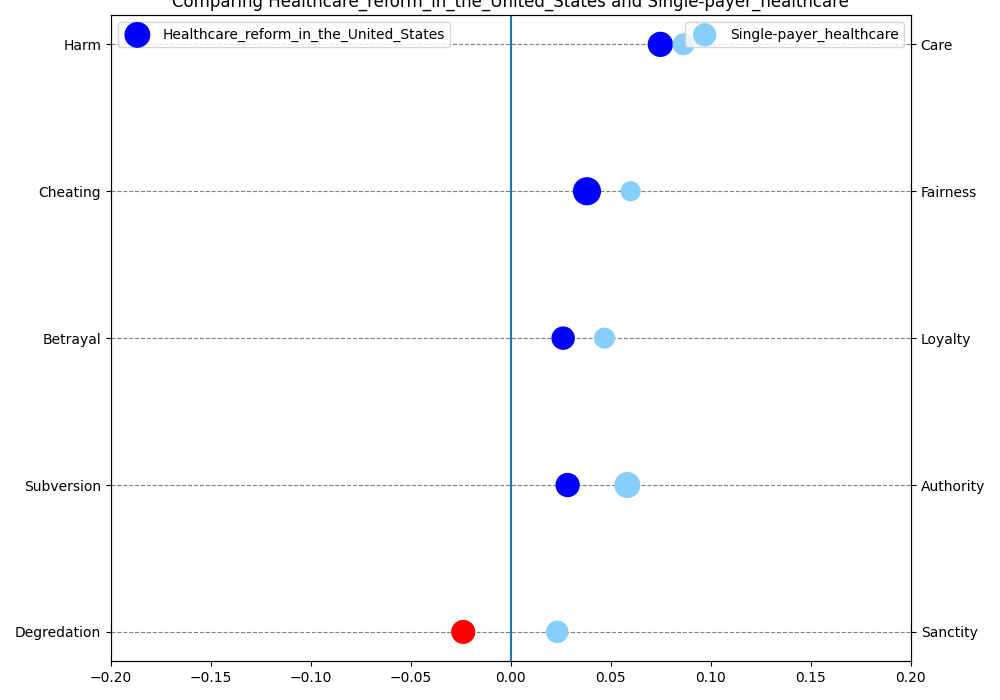 Comparing Healthcare_reform_in_the_United_States and Single-payer_healthcare
Healthcare_reform_in_the_United_States
Single-payer_healthcare
Harm
Care
Cheating
Fairness
Betrayal
Loyalty
Subversion
Authority
Degredation
Sanctity
−0.20 −0.15 −0.10 −0.05 0.00 0.05 0.10 0.15 0.20